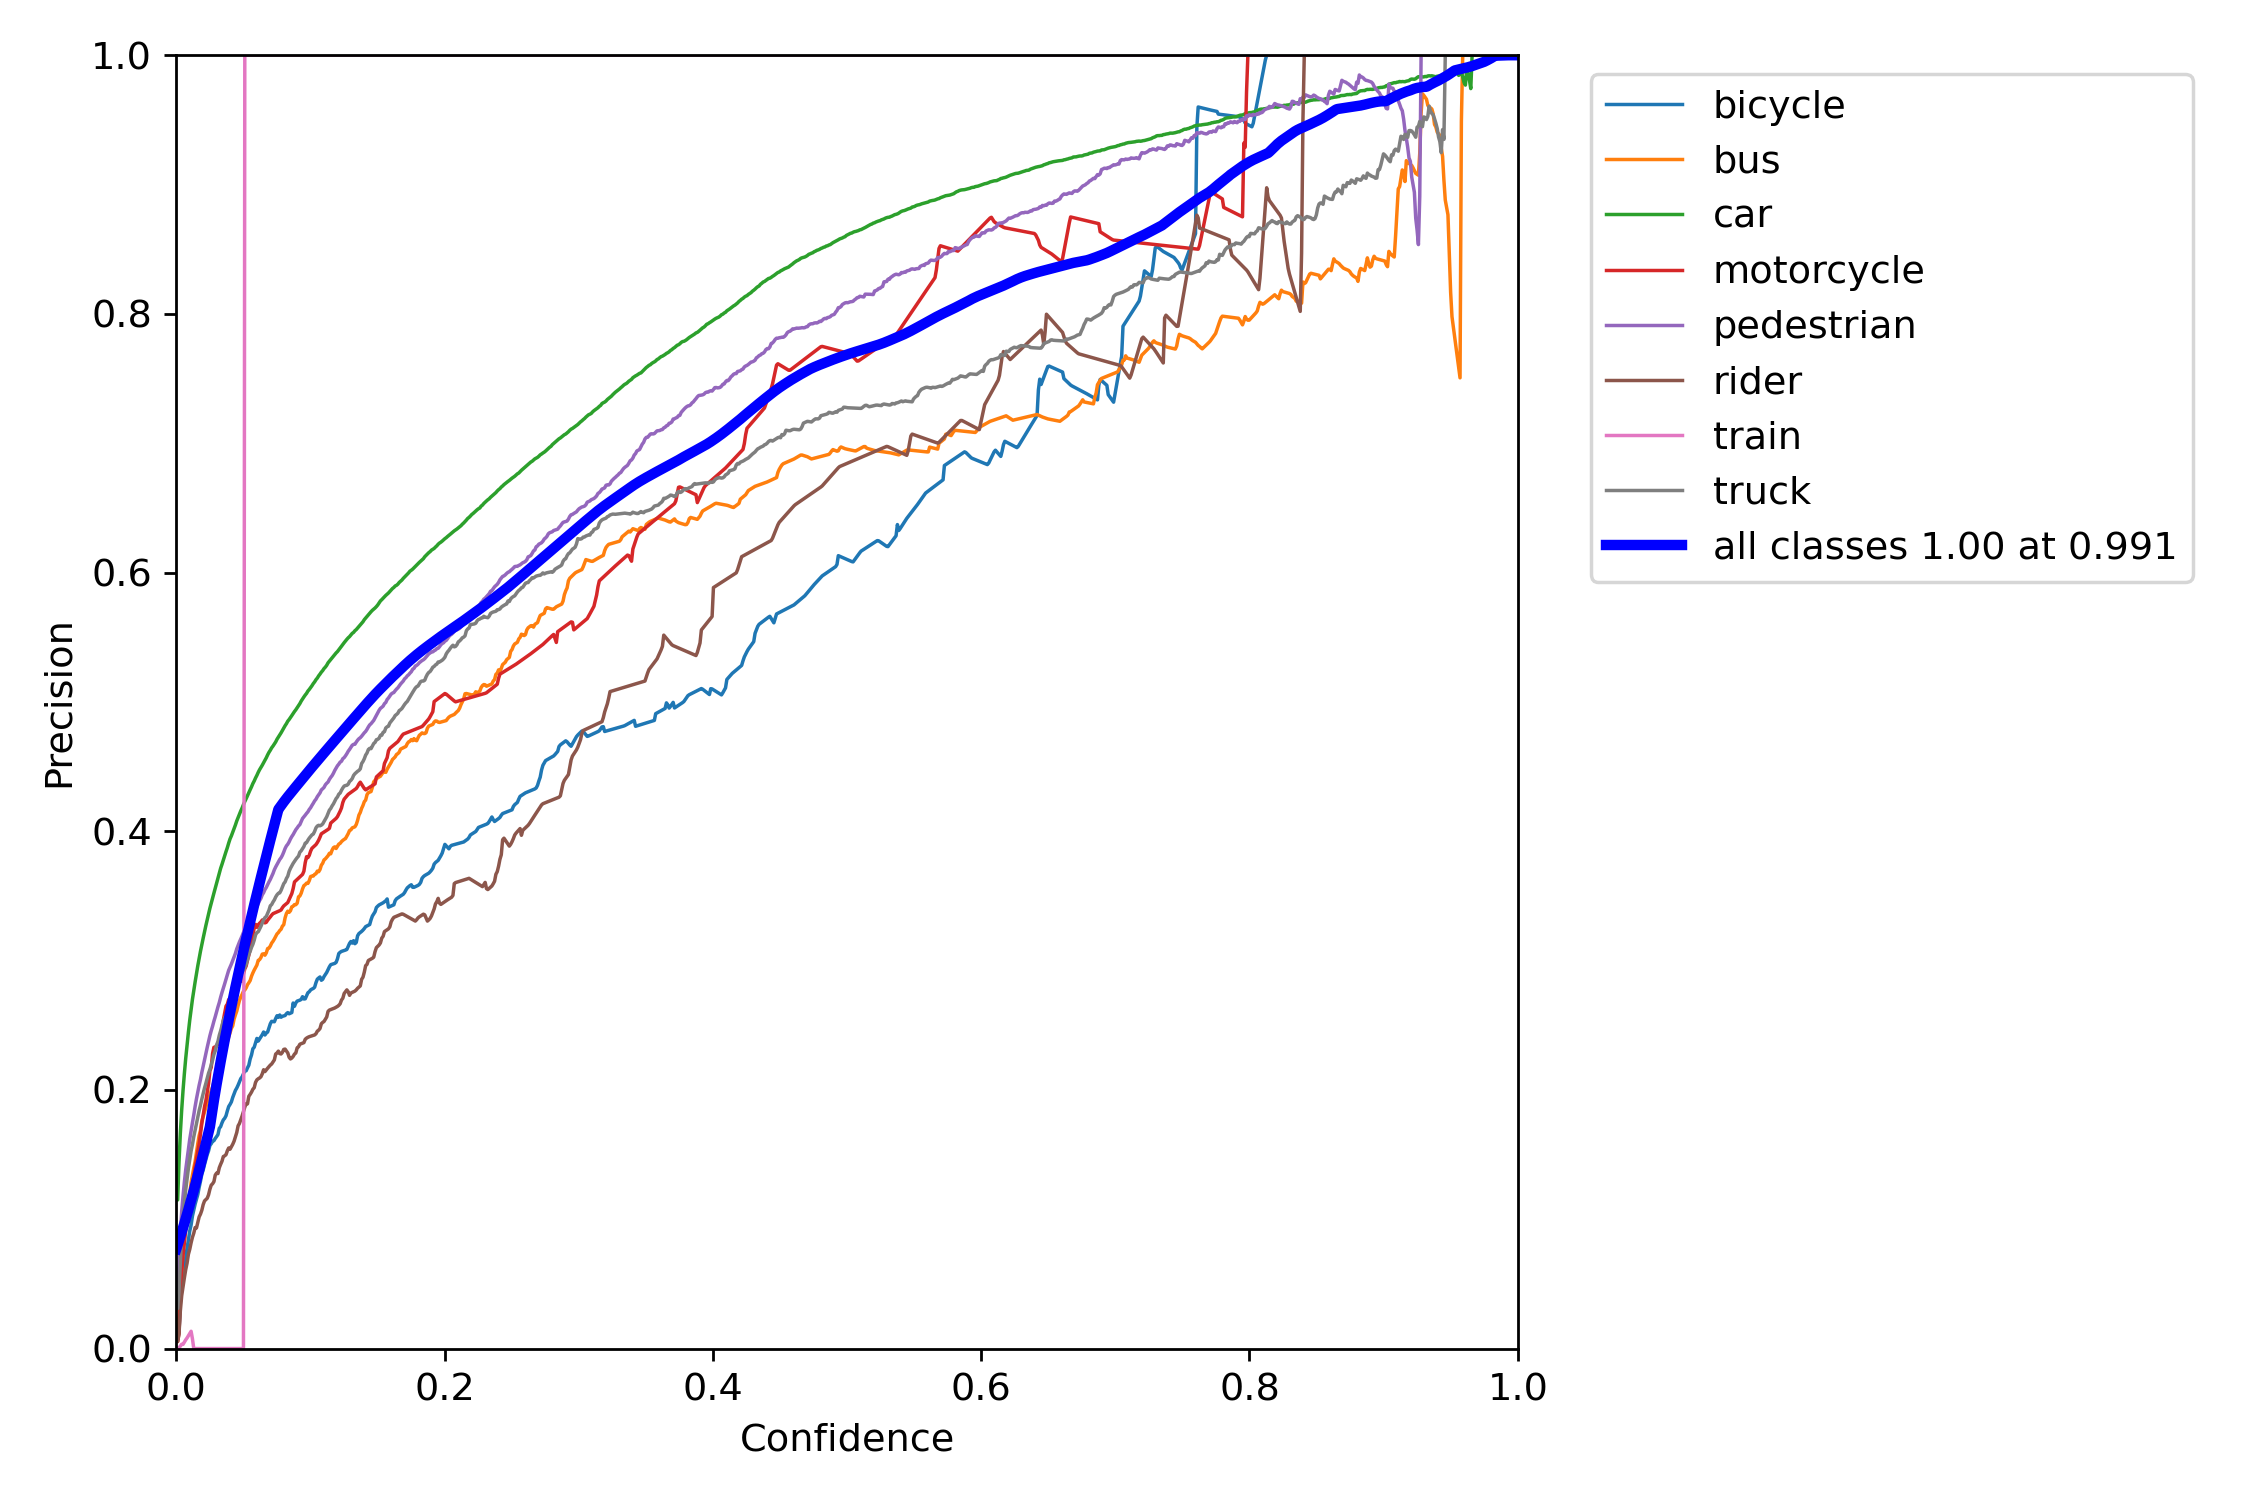 1.0
0.8
0.6
0.4
0.2
0.0
Precision
0.0 0.2 0.4 0.6 0.8 1.0
Confidence
bicycle
bus
car
motorcycle
pedestrian
rider
train
truck
all classes 1.00 at 0.991